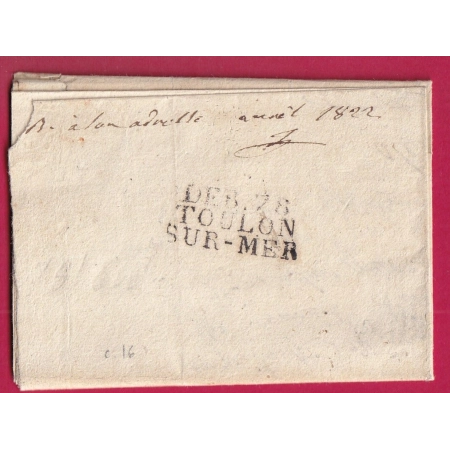 R. à son adresse avril 1822
DEB. 78
TOULON
SUR-MER
c. 16